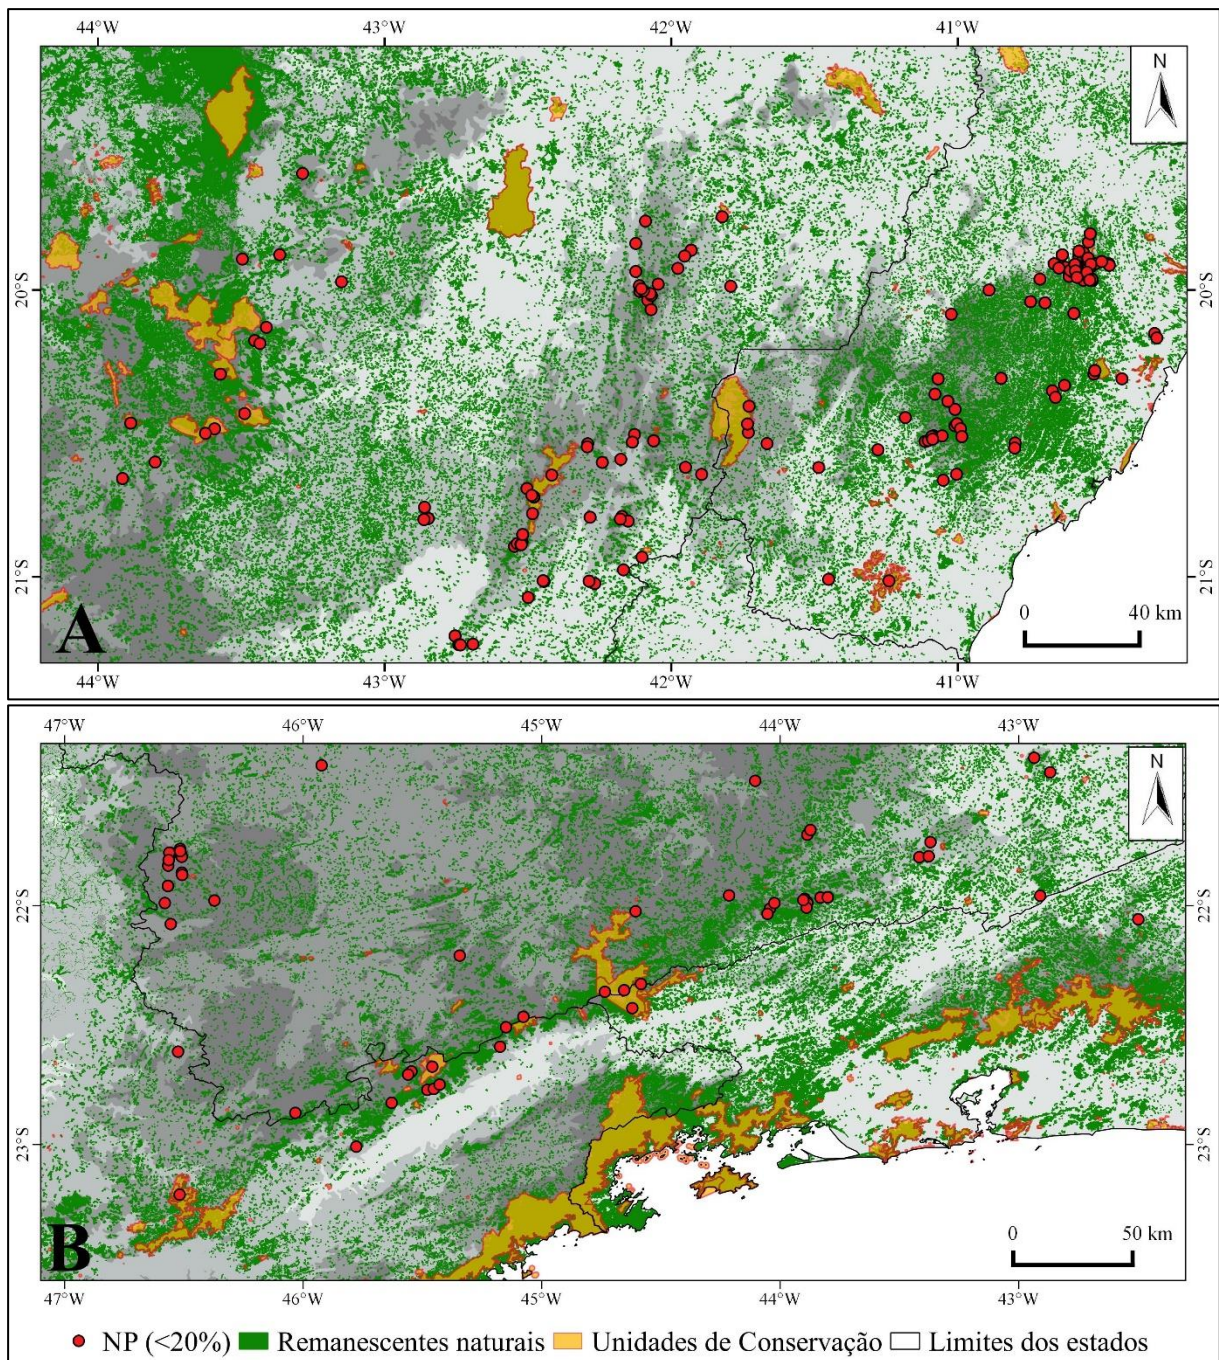 44°W 43°W 42°W 41°W
N
20°S 20°S
21°S 21°S
A
0 40 km
44°W 43°W 42°W 41°W
47°W 46°W 45°W 44°W 43°W
N
22°S 22°S
23°S 23°S
B
0 50 km
47°W 46°W 45°W 44°W 43°W
NP (<20%) Remanescentes naturais Unidades de Conservação Limites dos estados